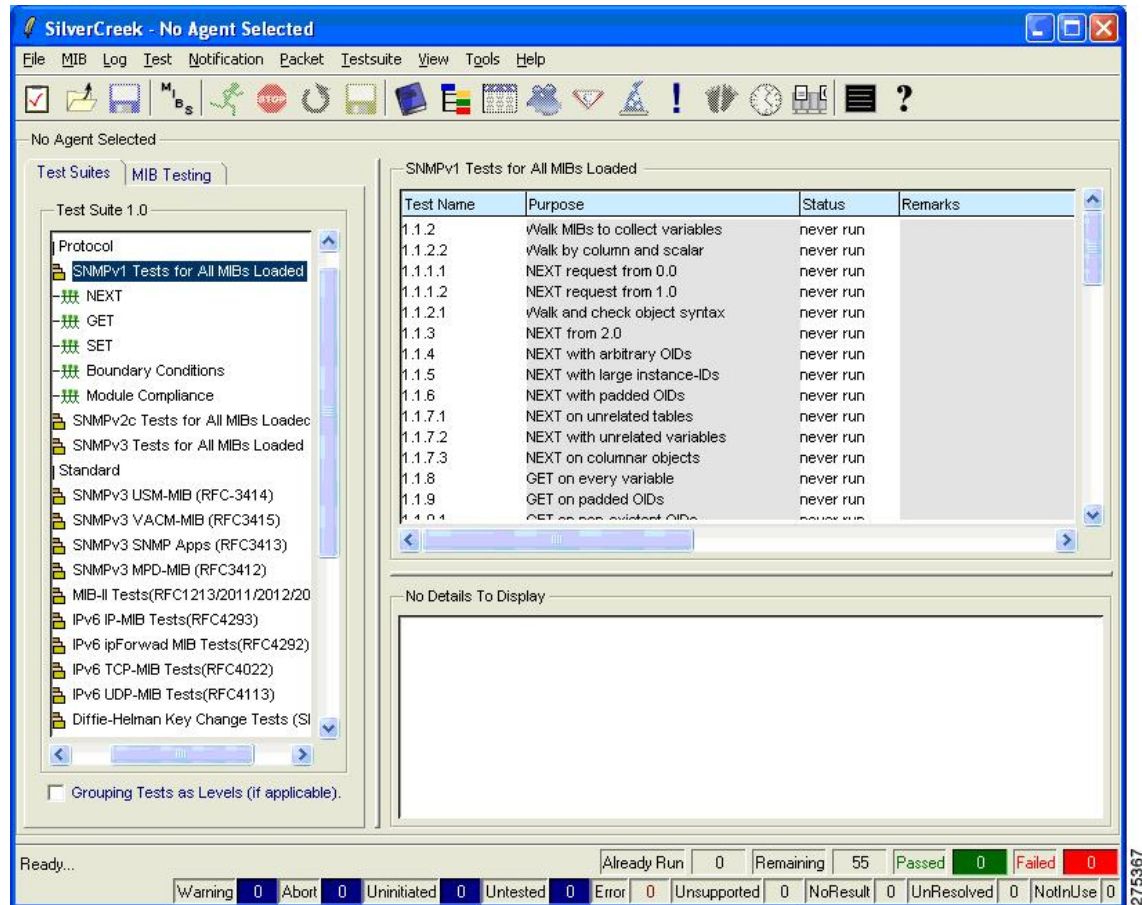 SilverCreek - No Agent Selected
File MIB Log Test Notification Packet Testsuite View Tools Help
MIBs STOP ! ?
No Agent Selected
Test Suites MIB Testing
Test Suite 1.0
Protocol
SNMPv1 Tests for All MIBs Loaded
NEXT
GET
SET
Boundary Conditions
Module Compliance
SNMPv2c Tests for All MIBs Loadec
SNMPv3 Tests for All MIBs Loaded
Standard
SNMPv3 USM-MIB (RFC-3414)
SNMPv3 VACM-MIB (RFC3415)
SNMPv3 SNMP Apps (RFC3413)
SNMPv3 MPD-MIB (RFC3412)
MIB-II Tests(RFC1213/2011/2012/20
IPv6 IP-MIB Tests(RFC4293)
IPv6 ipForwad MIB Tests(RFC4292)
IPv6 TCP-MIB Tests(RFC4022)
IPv6 UDP-MIB Tests(RFC4113)
Diffie-Helman Key Change Tests (SI
Grouping Tests as Levels (if applicable).
SNMPv1 Tests for All MIBs Loaded
Test Name Purpose Status Remarks
1.1.2 Walk MIBs to collect variables never run
1.1.2.2 Walk by column and scalar never run
1.1.1.1 NEXT request from 0.0 never run
1.1.1.2 NEXT request from 1.0 never run
1.1.2.1 Walk and check object syntax never run
1.1.3 NEXT from 2.0 never run
1.1.4 NEXT with arbitrary OIDs never run
1.1.5 NEXT with large instance-IDs never run
1.1.6 NEXT with padded OIDs never run
1.1.7.1 NEXT on unrelated tables never run
1.1.7.2 NEXT with unrelated variables never run
1.1.7.3 NEXT on columnar objects never run
1.1.8 GET on every variable never run
1.1.9 GET on padded OIDs never run
1.1.9.1 GET on non-existent OIDs never run
No Details To Display
Ready...
Already Run 0 Remaining 55 Passed 0 Failed 0
Warning 0 Abort 0 Uninitiated 0 Untested 0 Error 0 Unsupported 0 NoResult 0 UnResolved 0 NotInUse 0
275367